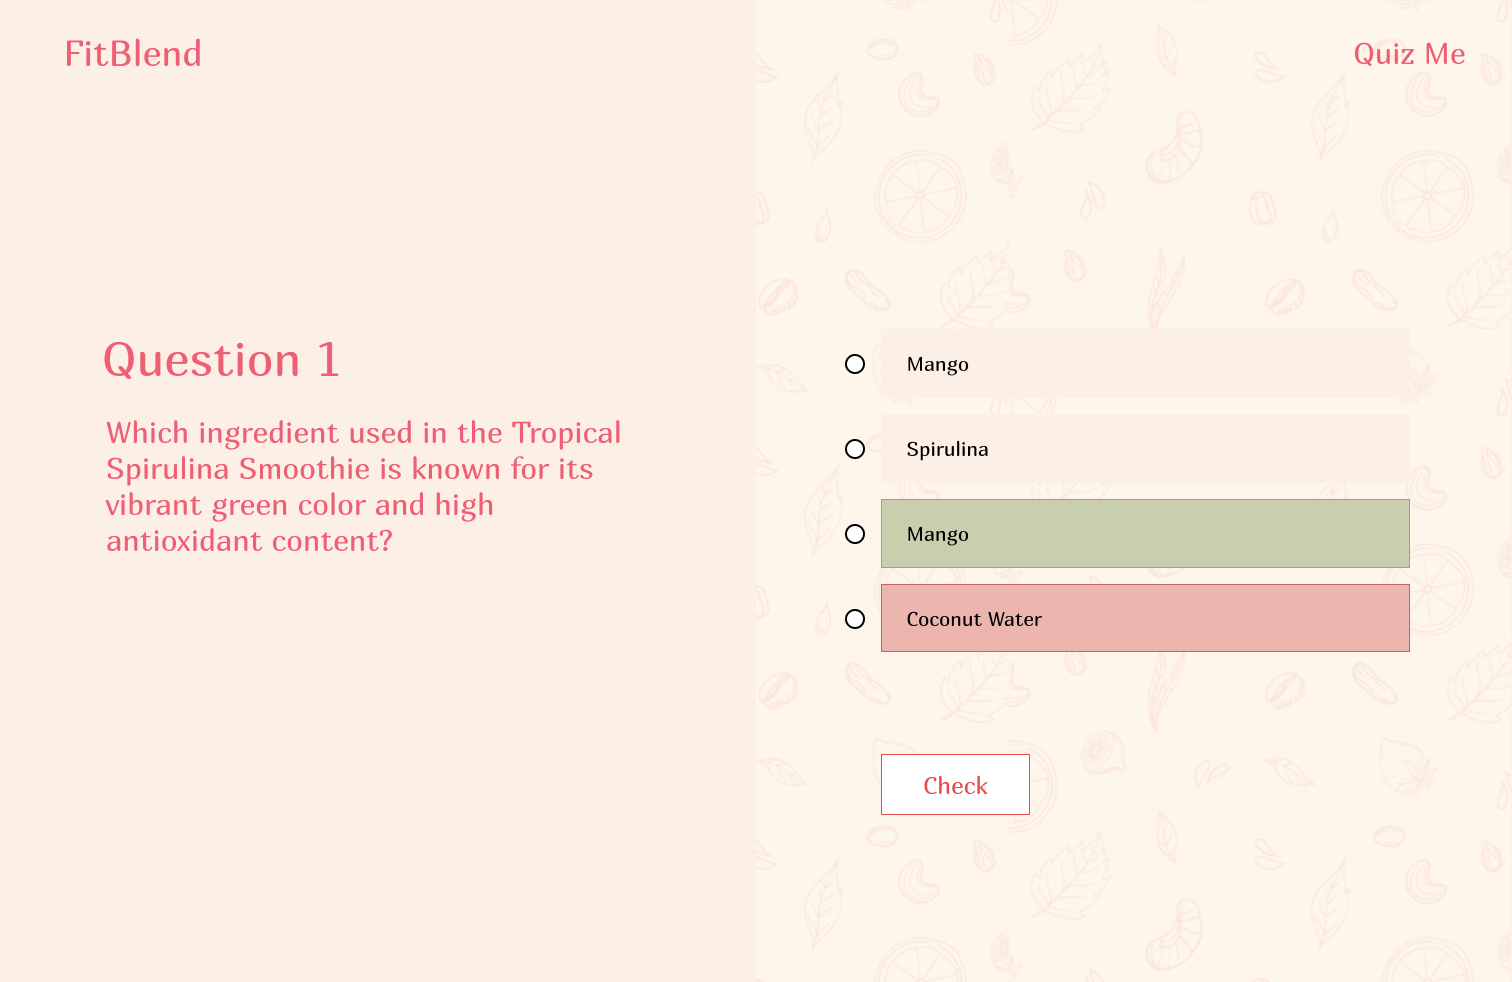 FitBlend
Quiz Me
Question 1
Which ingredient used in the Tropical
Spirulina Smoothie is known for its
vibrant green color and high
antioxidant content?
Mango
Spirulina
Mango
Coconut Water
Check